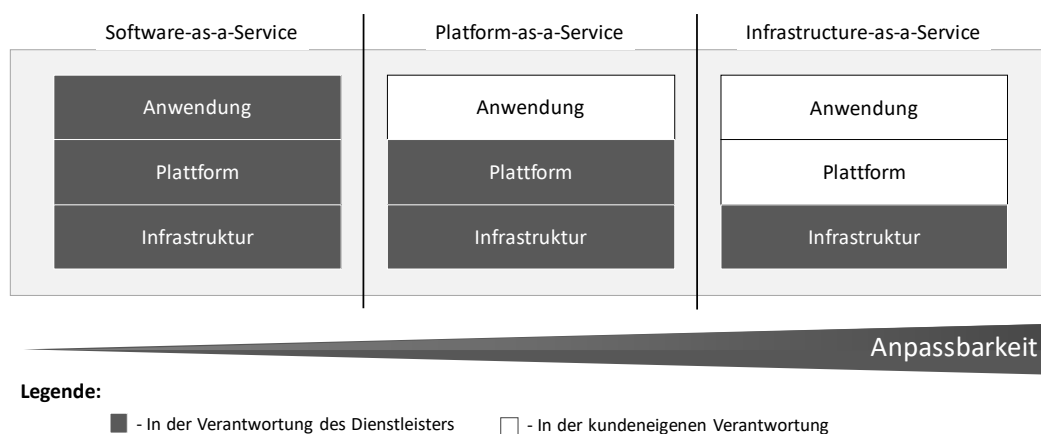 Software-as-a-Service
Platform-as-a-Service
Infrastructure-as-a-Service
Anwendung
Anwendung
Anwendung
Plattform
Plattform
Plattform
Infrastruktur
Infrastruktur
Infrastruktur
Anpassbarkeit
Legende:
- In der Verantwortung des Dienstleisters
- In der kundeneigenen Verantwortung